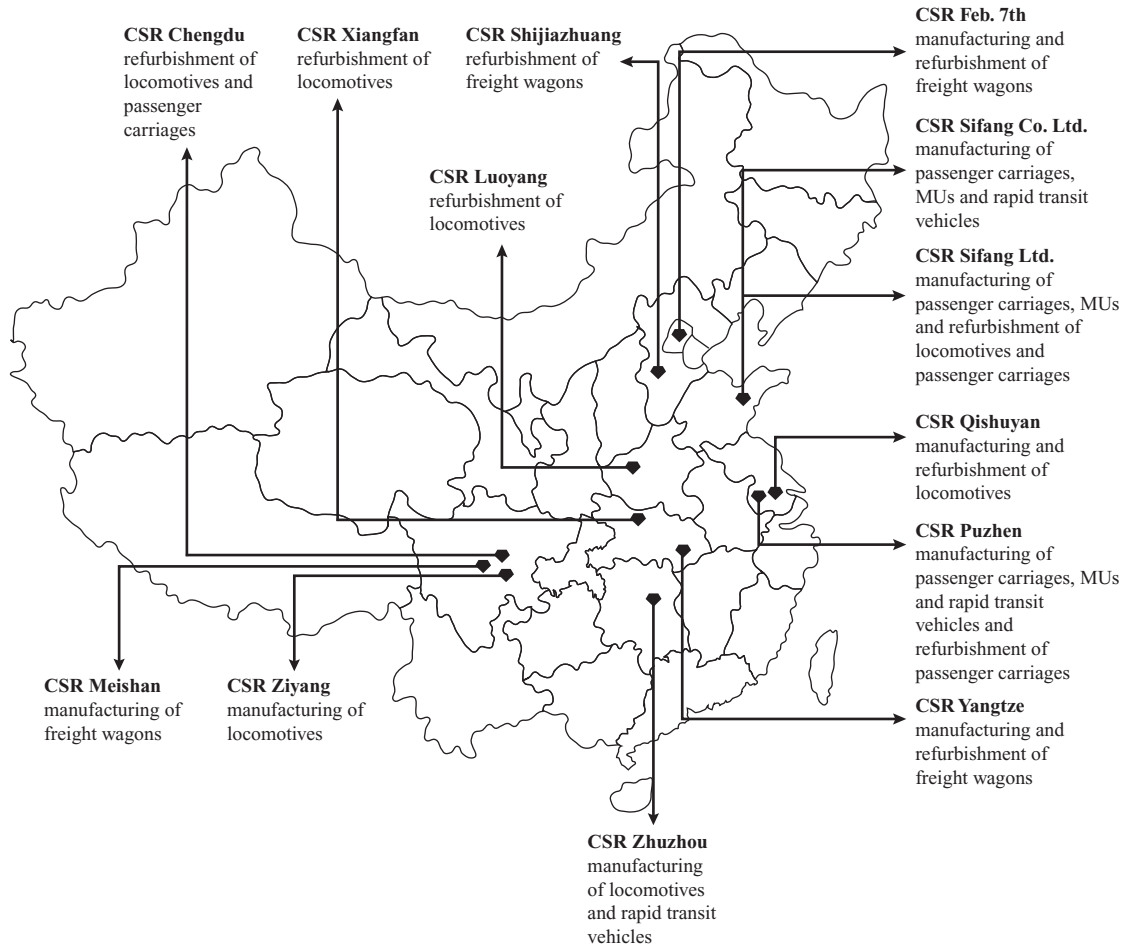 CSR Chengdu
refurbishment of
locomotives and
passenger
carriages
CSR Xiangfan
refurbishment of
locomotives
CSR Shijiazhuang
refurbishment of
freight wagons
CSR Feb. 7th
manufacturing and
refurbishment of
freight wagons
CSR Sifang Co. Ltd.
manufacturing of
passenger carriages,
MUs and rapid transit
vehicles
CSR Luoyang
refurbishment of
locomotives
CSR Sifang Ltd.
manufacturing of
passenger carriages, MUs
and refurbishment of
locomotives and
passenger carriages
CSR Qishuyan
manufacturing and
refurbishment of
locomotives
CSR Puzhen
manufacturing of
passenger carriages, MUs
and rapid transit
vehicles and
refurbishment of
passenger carriages
CSR Meishan
manufacturing of
freight wagons
CSR Ziyang
manufacturing of
locomotives
CSR Yangtze
manufacturing and
refurbishment of
freight wagons
CSR Zhuzhou
manufacturing
of locomotives
and rapid transit
vehicles